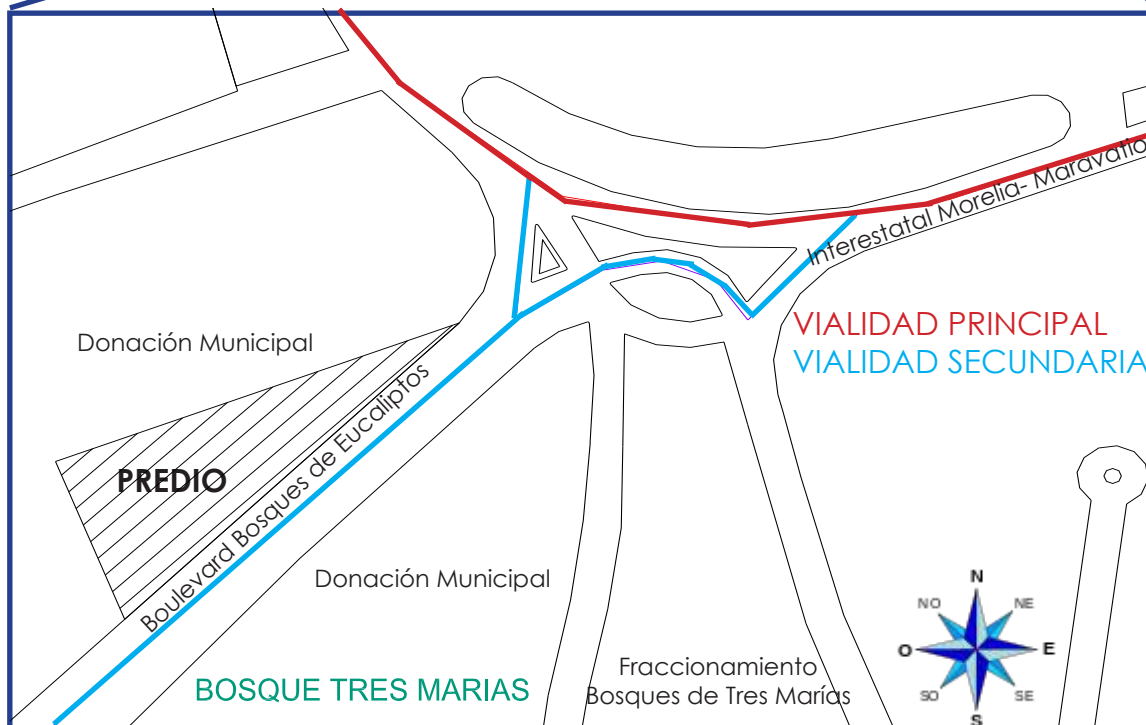 Interestatal Morelia- Maravatío
VIALIDAD PRINCIPAL
VIALIDAD SECUNDARIA
Donación Municipal
PREDIO
Boulevard Bosques de Eucaliptos
Donación Municipal
BOSQUE TRES MARIAS
Fraccionamiento
Bosques de Tres Marías
N
NO
NE
O
E
SO
SE
S